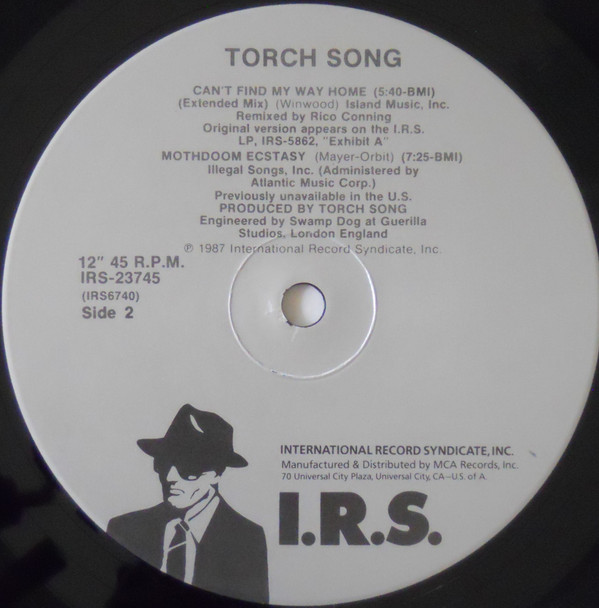 TORCH SONG
CAN'T FIND MY WAY HOME (5:40-BMI)
(Extended Mix) (Winwood) Island Music, Inc.
Remixed by Rico Conning
Original version appears on the I.R.S.
LP, IRS-5862, "Exhibit A"
MOTHDOOM ECSTASY (Mayer-Orbit) (7:25-BMI)
Illegal Songs, Inc. (Administered by
Atlantic Music Corp.)
Previously unavailable in the U.S.
PRODUCED BY TORCH SONG
Engineered by Swamp Dog at Guerilla
Studios, London England
℗ 1987 International Record Syndicate, Inc.
12" 45 R.P.M.
IRS-23745
(IRS6740)
Side 2
INTERNATIONAL RECORD SYNDICATE, INC.
Manufactured & Distributed by MCA Records, Inc.
70 Universal City Plaza, Universal City, CA–U.S. of A.
I.R.S.